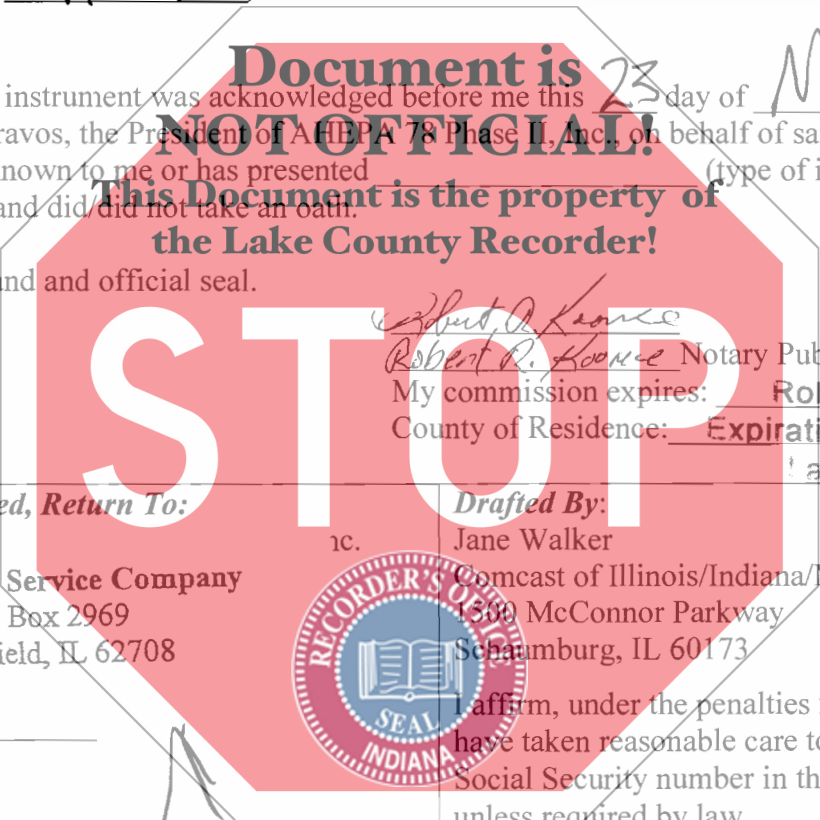 Document is
instrument was acknowledged before me this 23 day of N
NOT OFFICIAL!
ravos, the President of AHEPA 78 Phase II, Inc., on behalf of sa
nown to me or has presented (type of i
This Document is the property of
and did/did not take an oath.
the Lake County Recorder!
and and official seal.
STOP
Robert R. Koonce
Robert R. Koonce Notary Pub
My commission expires: Rol
County of Residence: Expirati
ed, Return To:
nc.
Service Company
Box 2969
ield, IL 62708
Drafted By:
Jane Walker
Comcast of Illinois/Indiana/
1500 McConnor Parkway
Schaumburg, IL 60173
I affirm, under the penalties
have taken reasonable care to
Social Security number in th
unless required by law
RECORDER'S OFFICE
SEAL
INDIANA